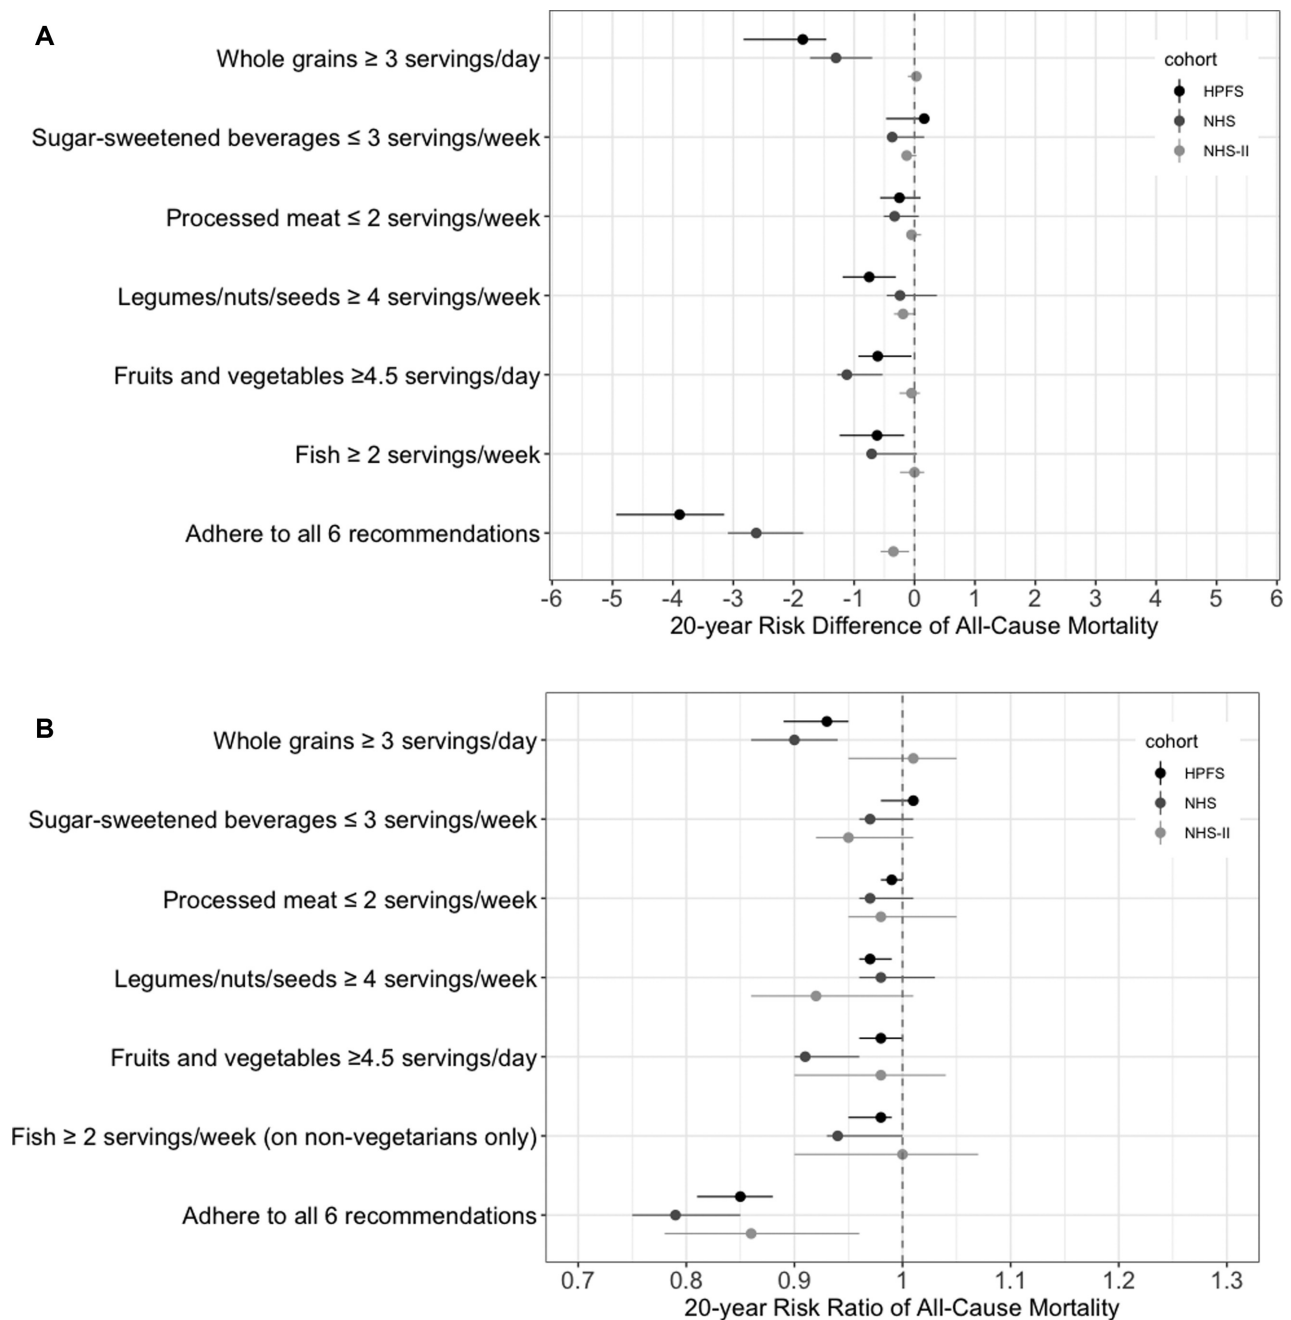 A
Whole grains ≥ 3 servings/day
Sugar-sweetened beverages ≤ 3 servings/week
Processed meat ≤ 2 servings/week
Legumes/nuts/seeds ≥ 4 servings/week
Fruits and vegetables ≥4.5 servings/day
Fish ≥ 2 servings/week
Adhere to all 6 recommendations
cohort
HPFS
NHS
NHS-II
-6 -5 -4 -3 -2 -1 0 1 2 3 4 5 6
20-year Risk Difference of All-Cause Mortality
B
Whole grains ≥ 3 servings/day
Sugar-sweetened beverages ≤ 3 servings/week
Processed meat ≤ 2 servings/week
Legumes/nuts/seeds ≥ 4 servings/week
Fruits and vegetables ≥4.5 servings/day
Fish ≥ 2 servings/week (on non-vegetarians only)
Adhere to all 6 recommendations
cohort
HPFS
NHS
NHS-II
0.7 0.8 0.9 1 1.1 1.2 1.3
20-year Risk Ratio of All-Cause Mortality